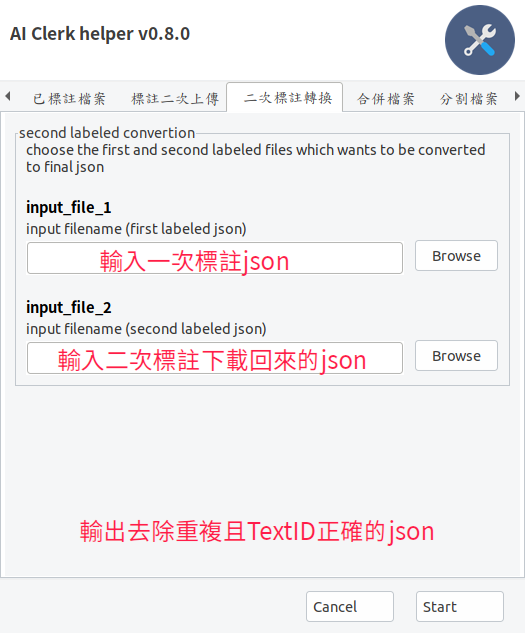 AI Clerk helper v0.8.0
已標註檔案 標註二次上傳 二次標註轉換 合併檔案 分割檔案
second labeled convertion
choose the first and second labeled files which wants to be converted
to final json
input_file_1
input filename (first labeled json)
輸入一次標註json Browse
input_file_2
input filename (second labeled json)
輸入二次標註下載回來的json Browse
輸出去除重複且TextID正確的json
Cancel Start